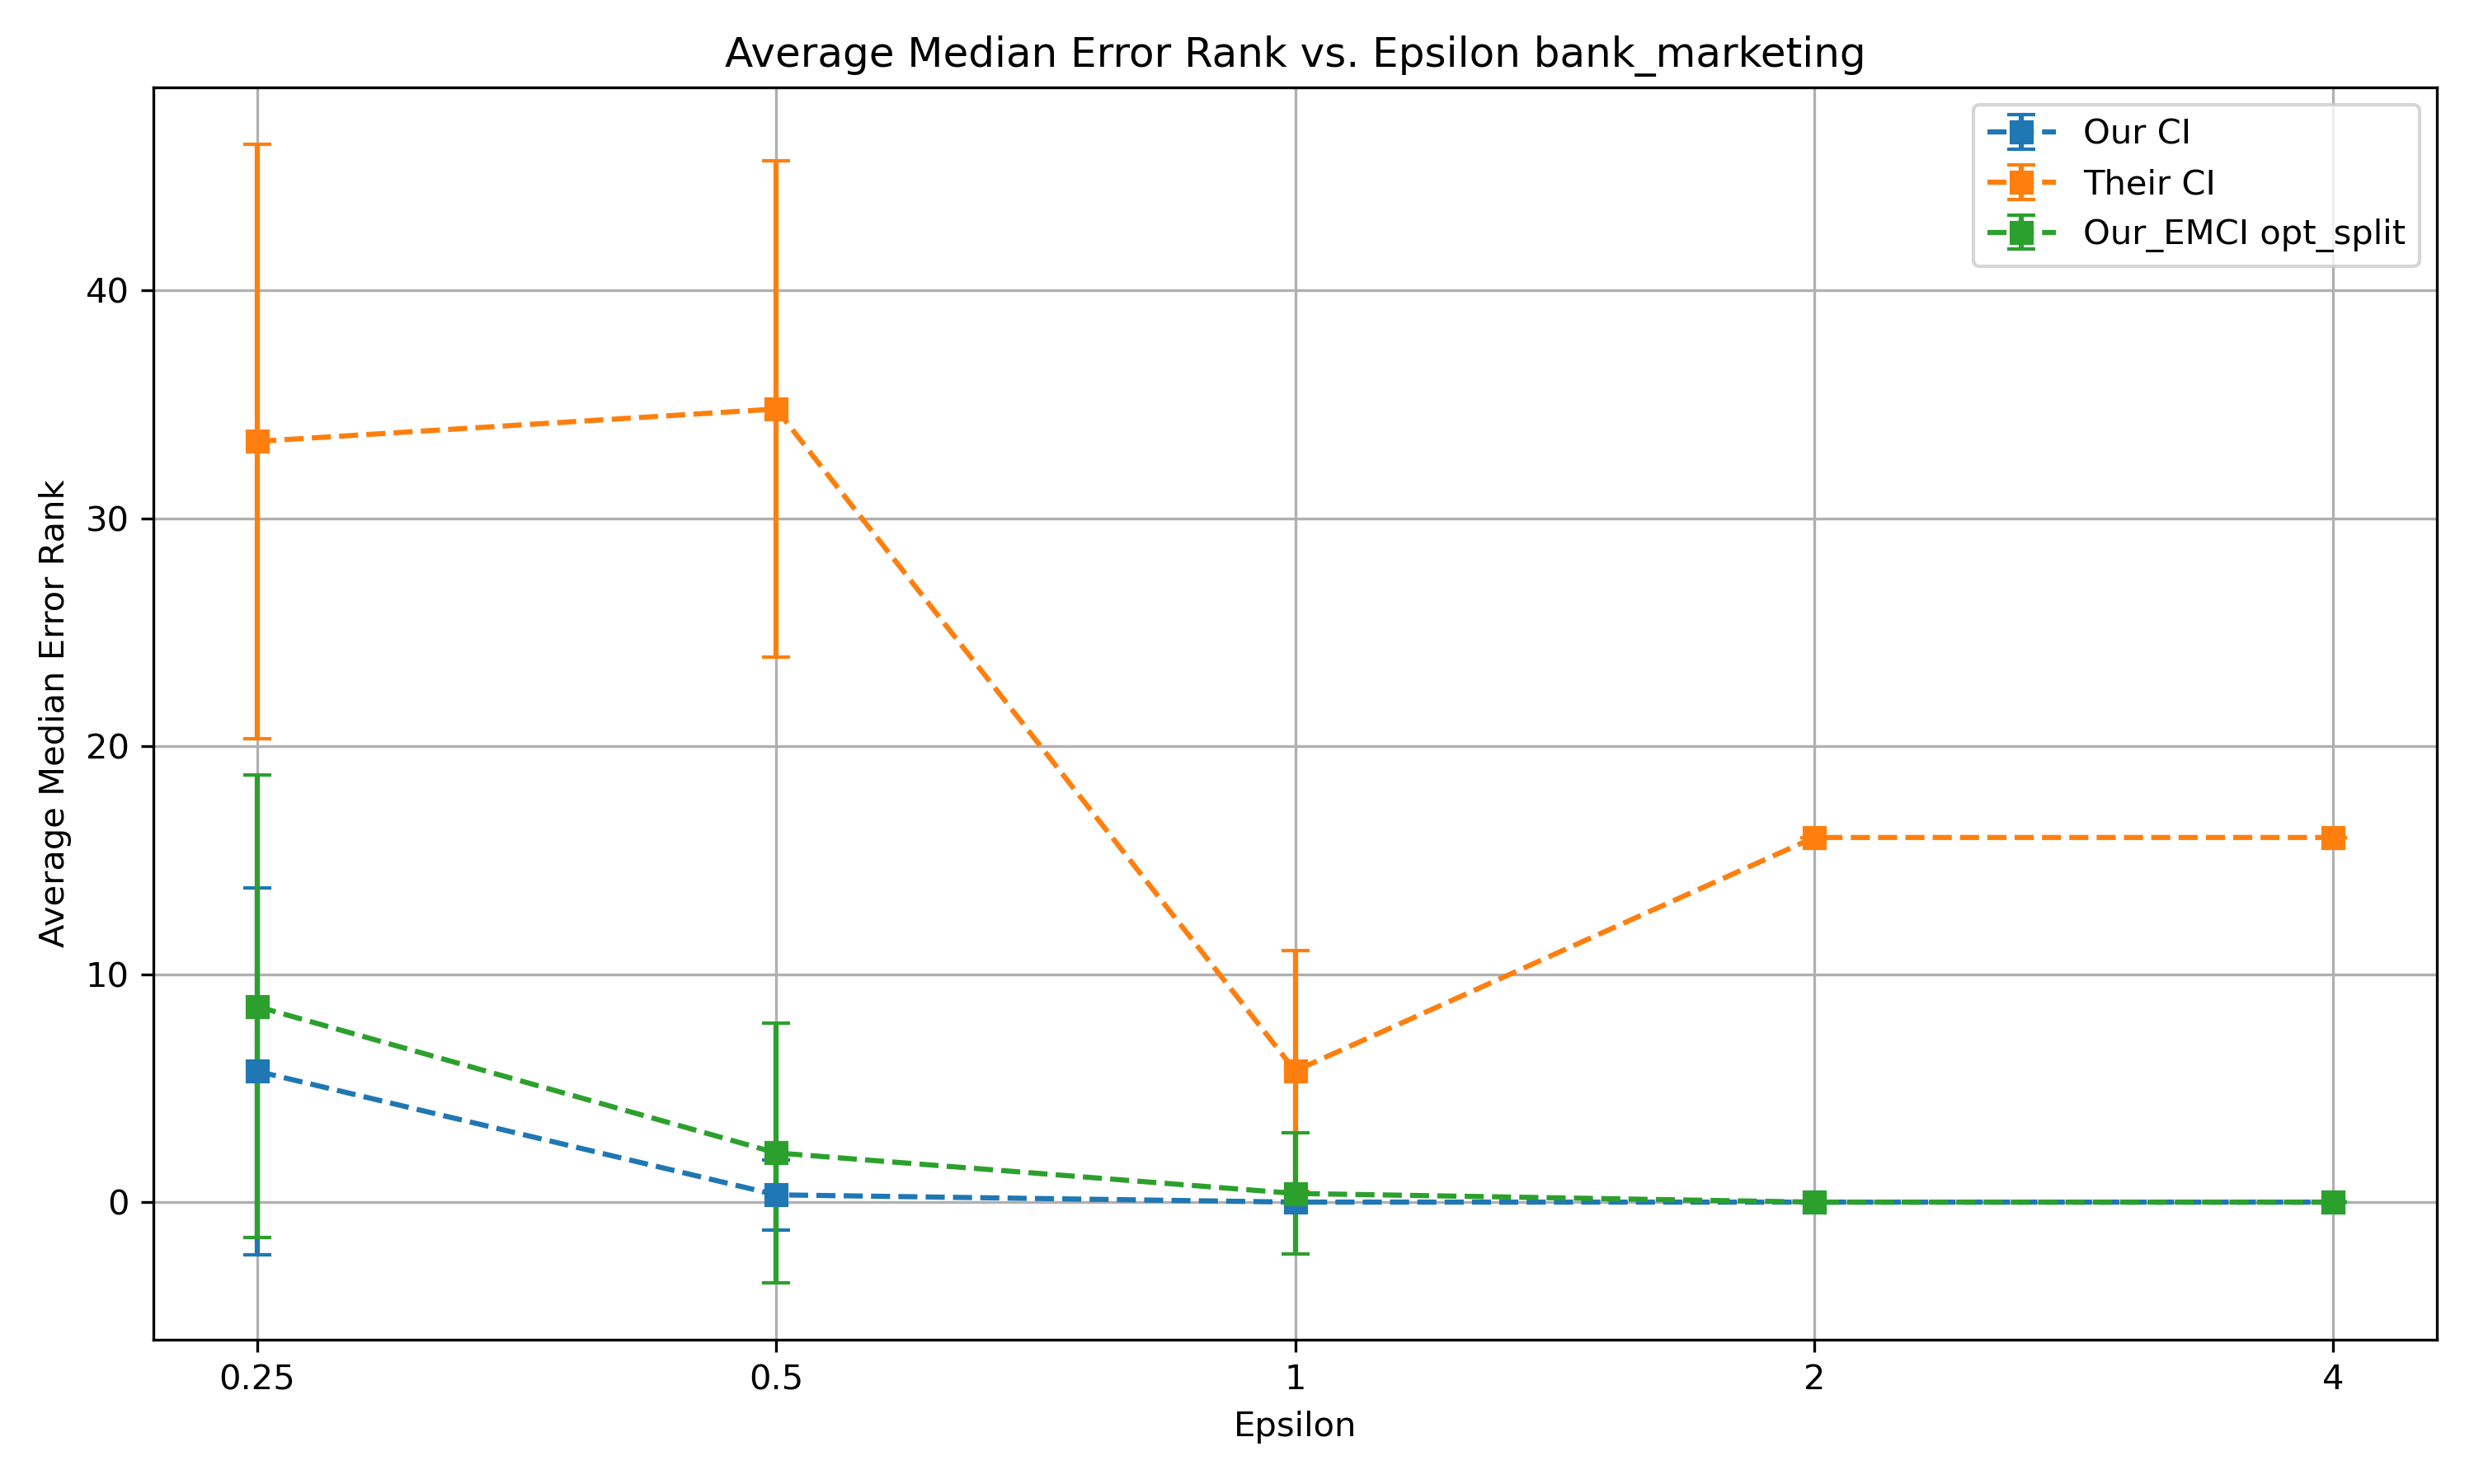 Average Median Error Rank vs. Epsilon bank_marketing
Our CI
Their CI
Our_EMCI opt_split
Average Median Error Rank
40
30
20
10
0
0.25
0.5
1
2
4
Epsilon